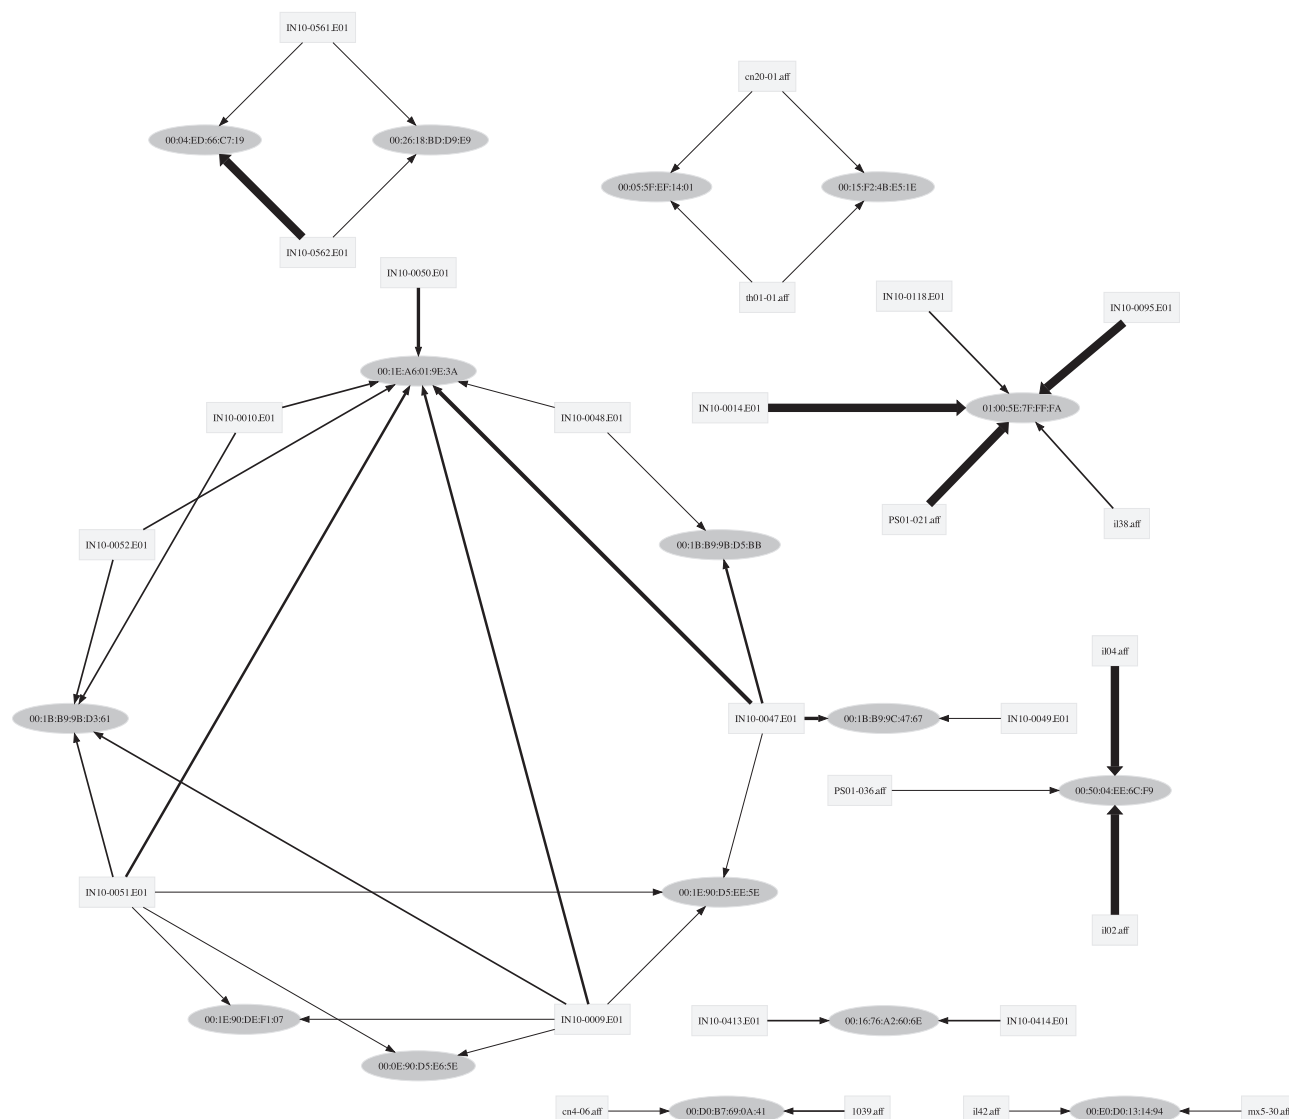 IN10-0561.E01
cn20-01.aff
00:04:ED:66:C7:19
00:26:18:BD:D9:E9
00:05:5F:EF:14:01
00:15:F2:4B:E5:1E
IN10-0562.E01
IN10-0050.E01
th01-01.aff
IN10-0118.E01
IN10-0095.E01
00:1E:A6:01:9E:3A
IN10-0010.E01
IN10-0048.E01
IN10-0014.E01
01:00:5E:7F:FF:FA
PS01-021.aff
il38.aff
IN10-0052.E01
00:1B:B9:9B:D5:BB
il04.aff
00:1B:B9:9B:D3:61
IN10-0047.E01
00:1B:B9:9C:47:67
IN10-0049.E01
PS01-036.aff
00:50:04:EE:6C:F9
IN10-0051.E01
00:1E:90:D5:EE:5E
il02.aff
00:1E:90:DE:F1:07
IN10-0009.E01
IN10-0413.E01
00:16:76:A2:60:6E
IN10-0414.E01
00:0E:90:D5:E6:5E
cn4-06.aff
00:D0:B7:69:0A:41
1039.aff
il42.aff
00:E0:D0:13:14:94
mx5-30.aff